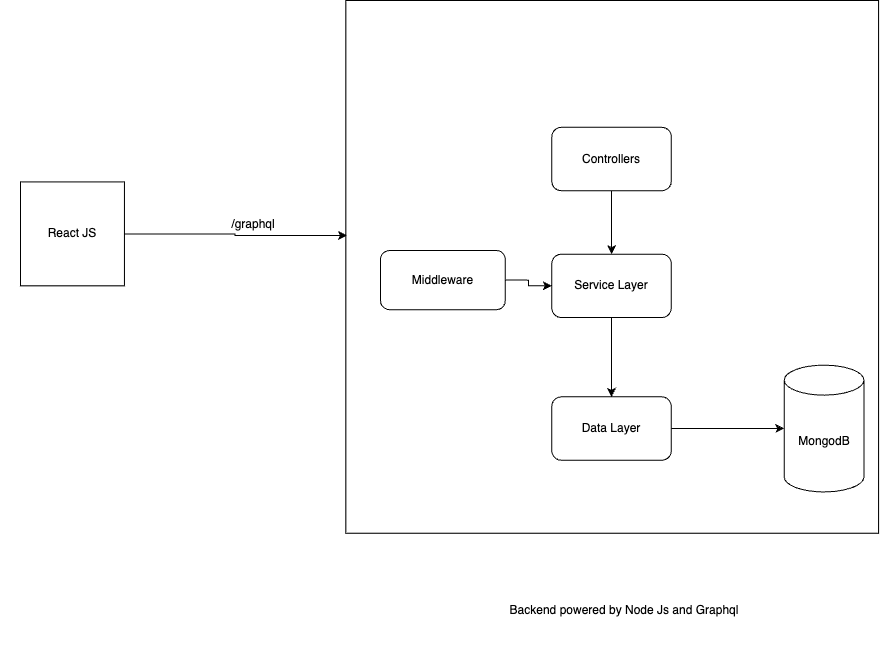 Controllers
React JS
/graphql
Middleware
Service Layer
Data Layer
MongodB
Backend powered by Node Js and Graphql